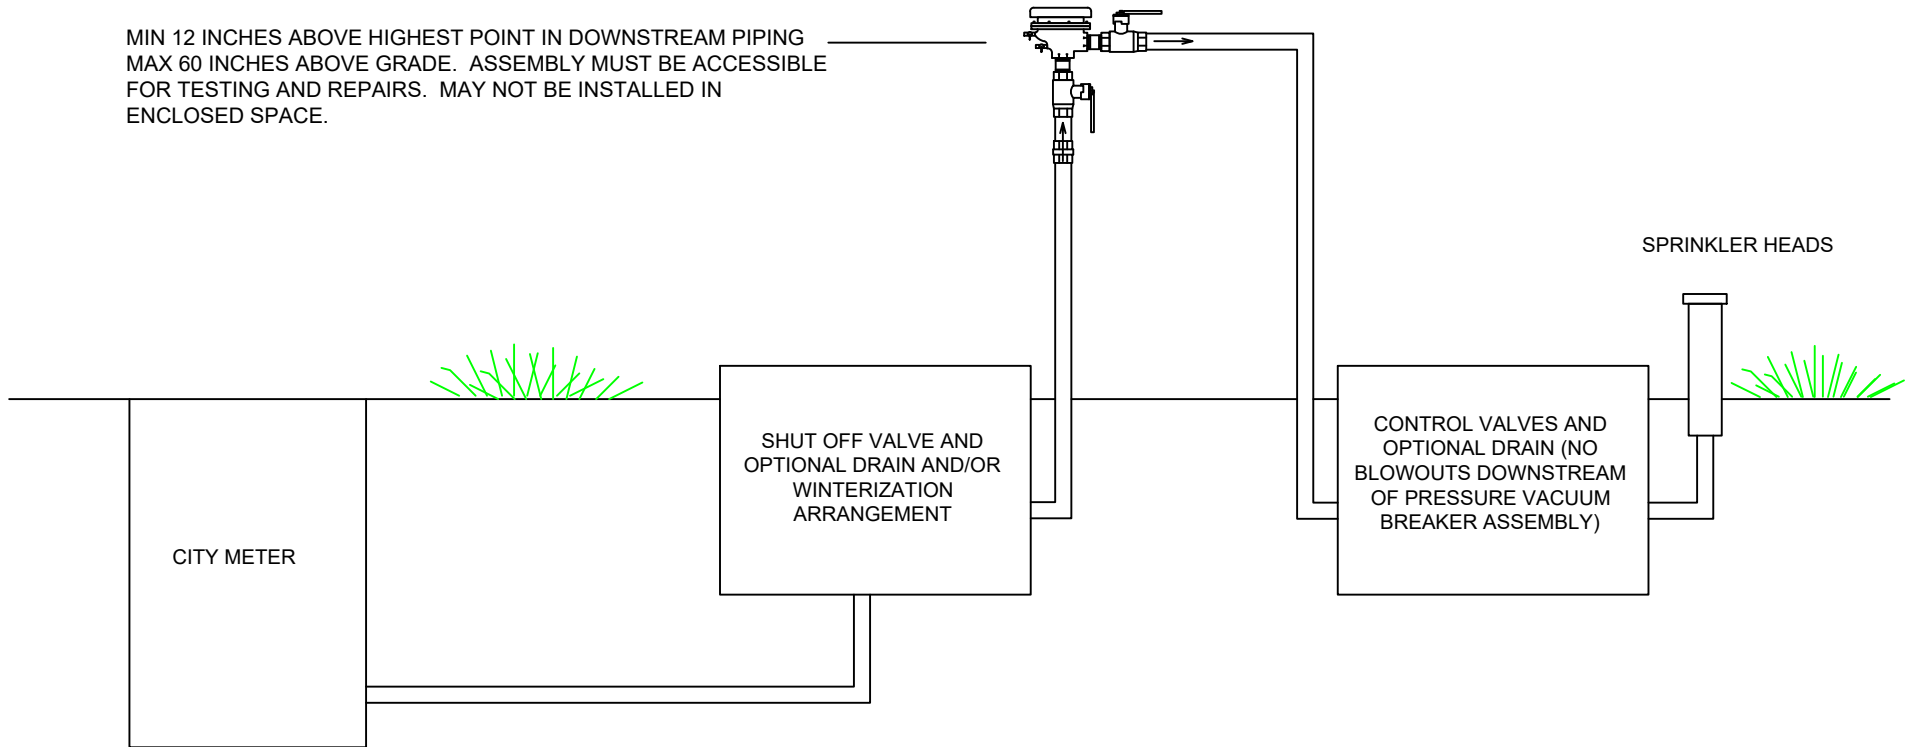 MIN 12 INCHES ABOVE HIGHEST POINT IN DOWNSTREAM PIPING
MAX 60 INCHES ABOVE GRADE.  ASSEMBLY MUST BE ACCESSIBLE
FOR TESTING AND REPAIRS.  MAY NOT BE INSTALLED IN
ENCLOSED SPACE.
SPRINKLER HEADS
CITY METER
SHUT OFF VALVE AND
OPTIONAL DRAIN AND/OR
WINTERIZATION
ARRANGEMENT
CONTROL VALVES AND
OPTIONAL DRAIN (NO
BLOWOUTS DOWNSTREAM
OF PRESSURE VACUUM
BREAKER ASSEMBLY)